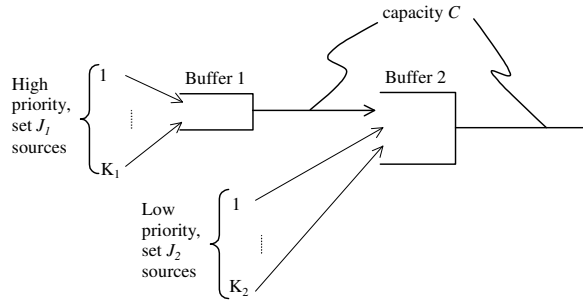 capacity C
High
priority,
set J1
sources
1
K1
Buffer 1
Buffer 2
Low
priority,
set J2
sources
1
K2